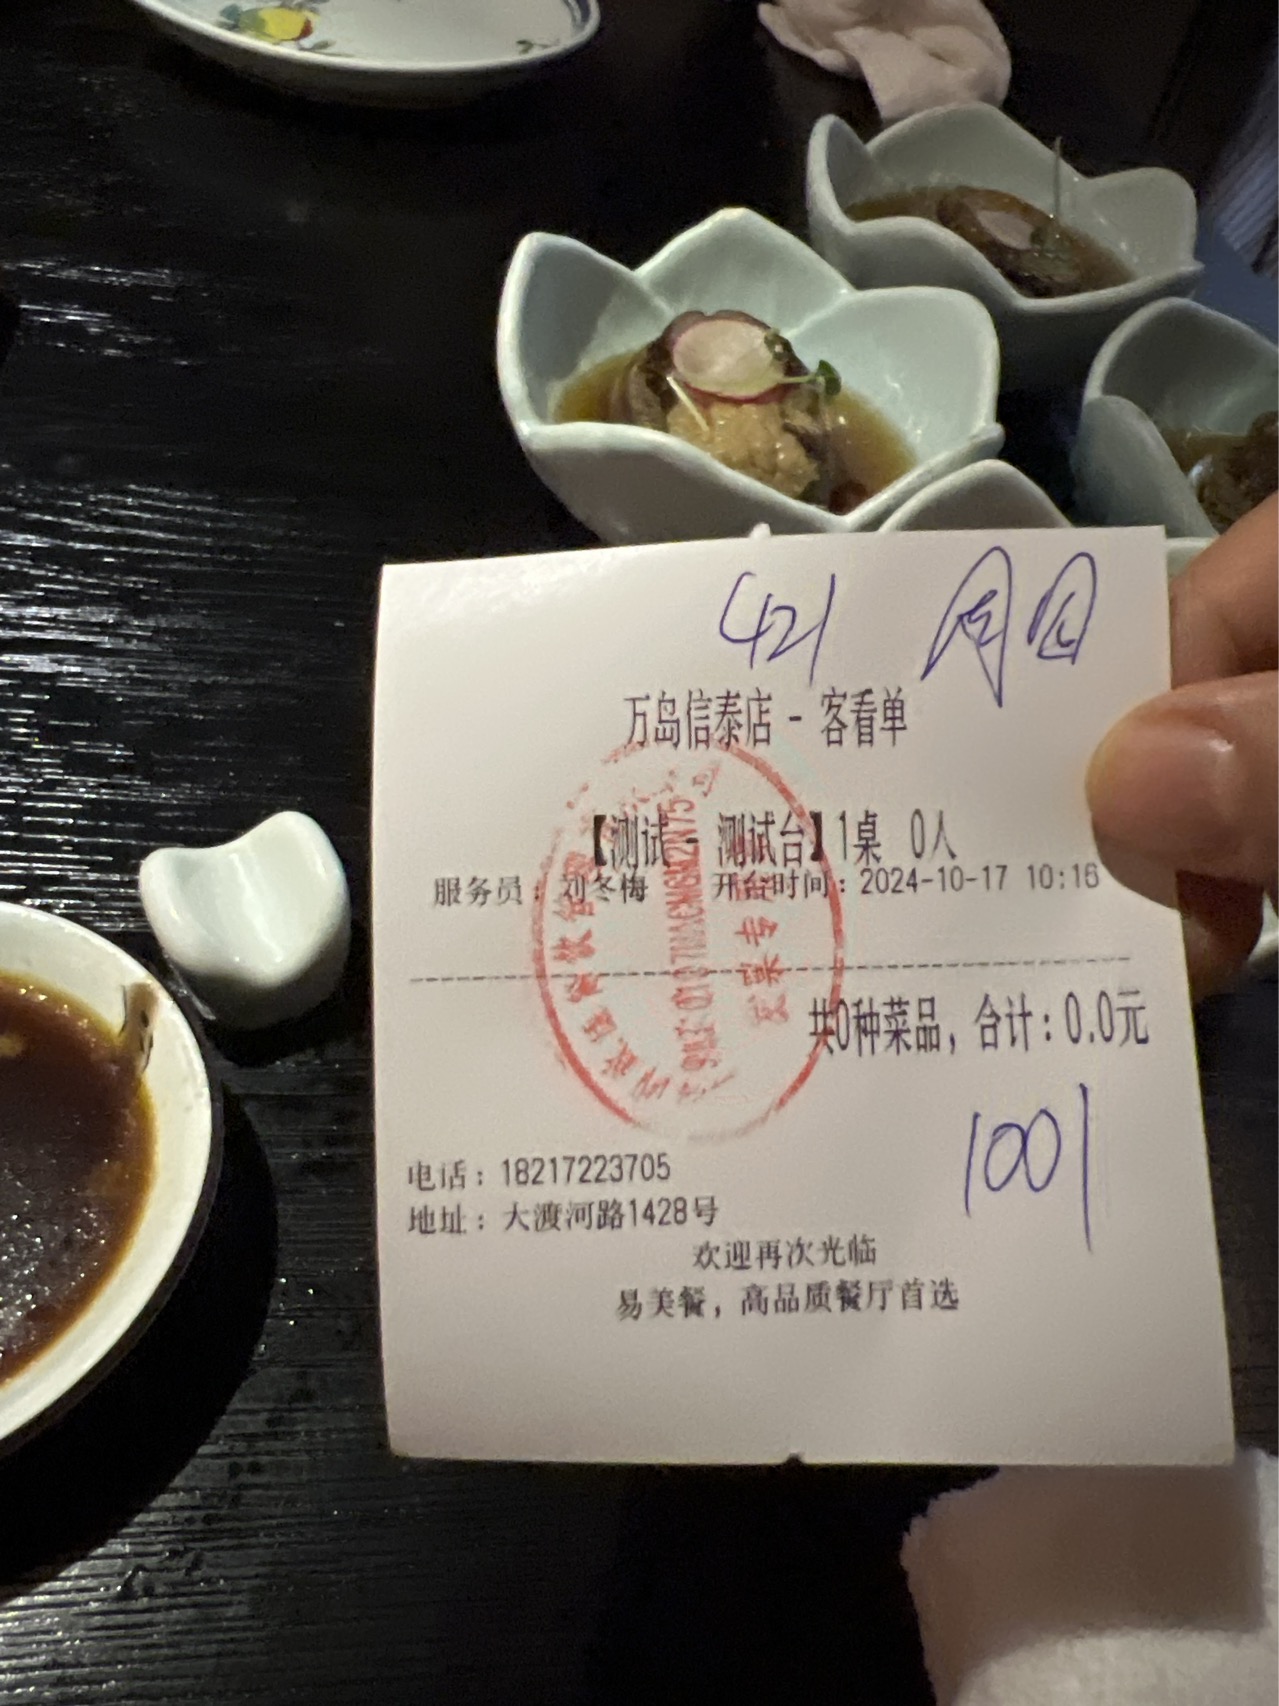 421
万岛信泰店 - 客看单
【测试 - 测试台】1桌 0人
服务员：刘冬梅 开台时间：2024-10-17 10:16
共0种菜品，合计：0.0元
1001
电话：18217223705
地址：大渡河路1428号
欢迎再次光临
易美餐，高品质餐厅首选